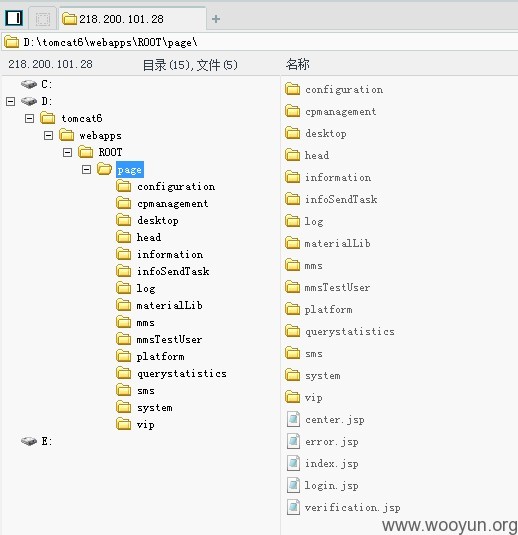 218.200.101.28
D:\tomcat6\webapps\ROOT\page\
218.200.101.28 目录(15),文件(5) 名称
C:
D:
tomcat6
webapps
ROOT
page
configuration
cpmanagement
desktop
head
information
infoSendTask
log
materialLib
mms
mmsTestUser
platform
querystatistics
sms
system
vip
E:
configuration
cpmanagement
desktop
head
information
infoSendTask
log
materialLib
mms
mmsTestUser
platform
querystatistics
sms
system
vip
center.jsp
error.jsp
index.jsp
login.jsp
verification.jsp
www.wooyun.org